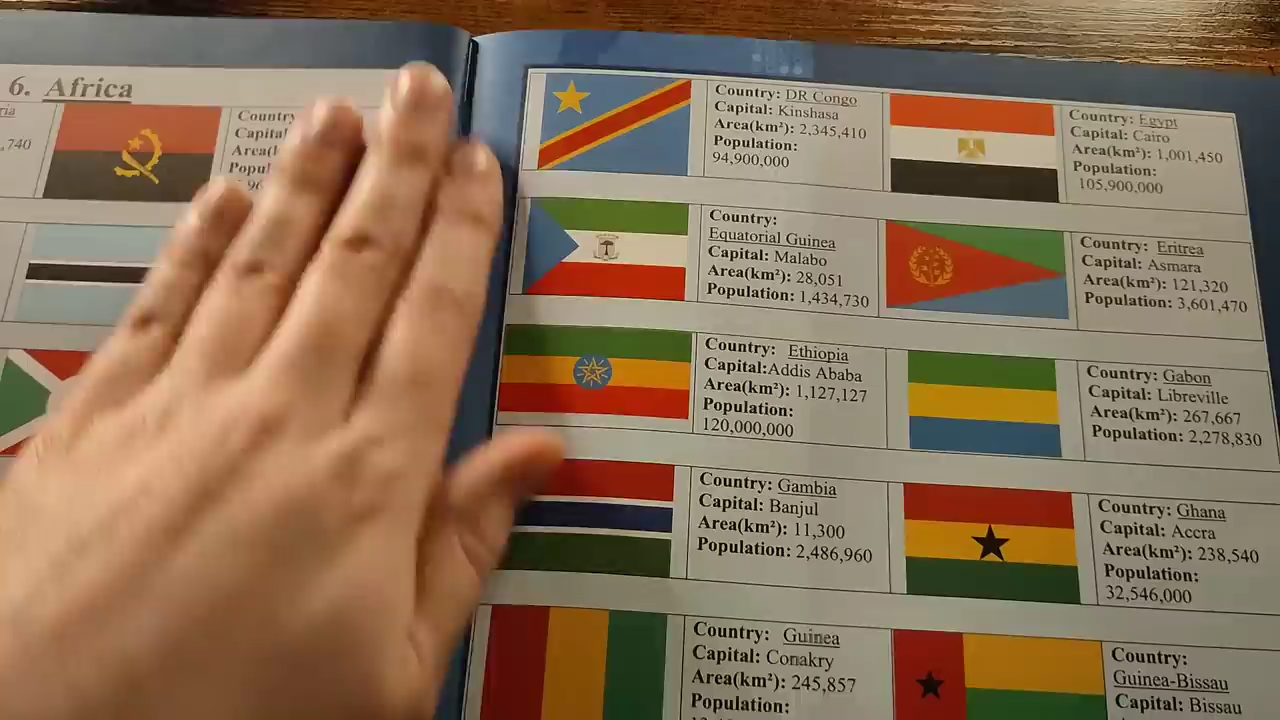 6. Africa
,740
Capital
DR Congo
Country: DR Congo
Capital: Kinshasa
Area(km²): 2,345,410
Population:
94,900,000
Country: Egypt
Capital: Cairo
Area(km²): 1,001,450
Population:
105,900,000
Country:
Equatorial Guinea
Capital: Malabo
Area(km²): 28,051
Population: 1,434,730
Country: Eritrea
Capital: Asmara
Area(km²): 121,320
Population: 3,601,470
Country: Ethiopia
Capital:Addis Ababa
Area(km²): 1,127,127
Population:
120,000,000
Country: Gabon
Capital: Libreville
Area(km²): 267,667
Population: 2,278,830
Country: Gambia
Capital: Banjul
Area(km²): 11,300
Population: 2,486,960
Country: Ghana
Capital: Accra
Area(km²): 238,540
Population:
32,546,000
Country: Guinea
Capital: Conakry
Area(km²): 245,857
Population:
Country:
Guinea-Bissau
Capital: Bissau